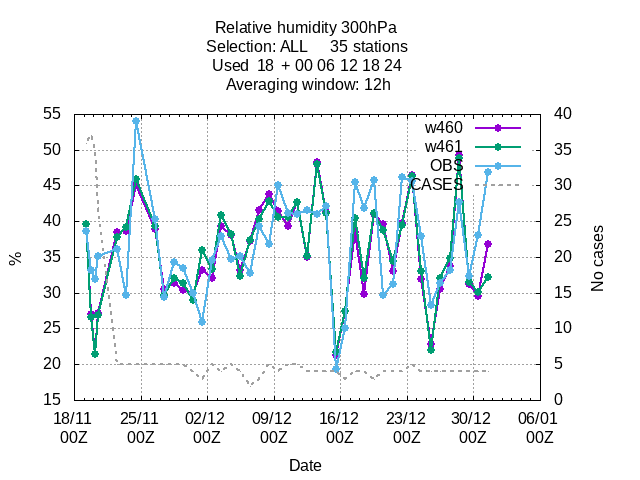 Relative humidity 300hPa
Selection: ALL     35 stations
Used  18  + 00 06 12 18 24
Averaging window: 12h
55
50
45
40
35
30
25
20
15
%
40
35
30
25
20
15
10
5
0
No cases
w460
w461
OBS
CASES
18/11 25/11 02/12 09/12 16/12 23/12 30/12 06/01
00Z 00Z 00Z 00Z 00Z 00Z 00Z 00Z
Date